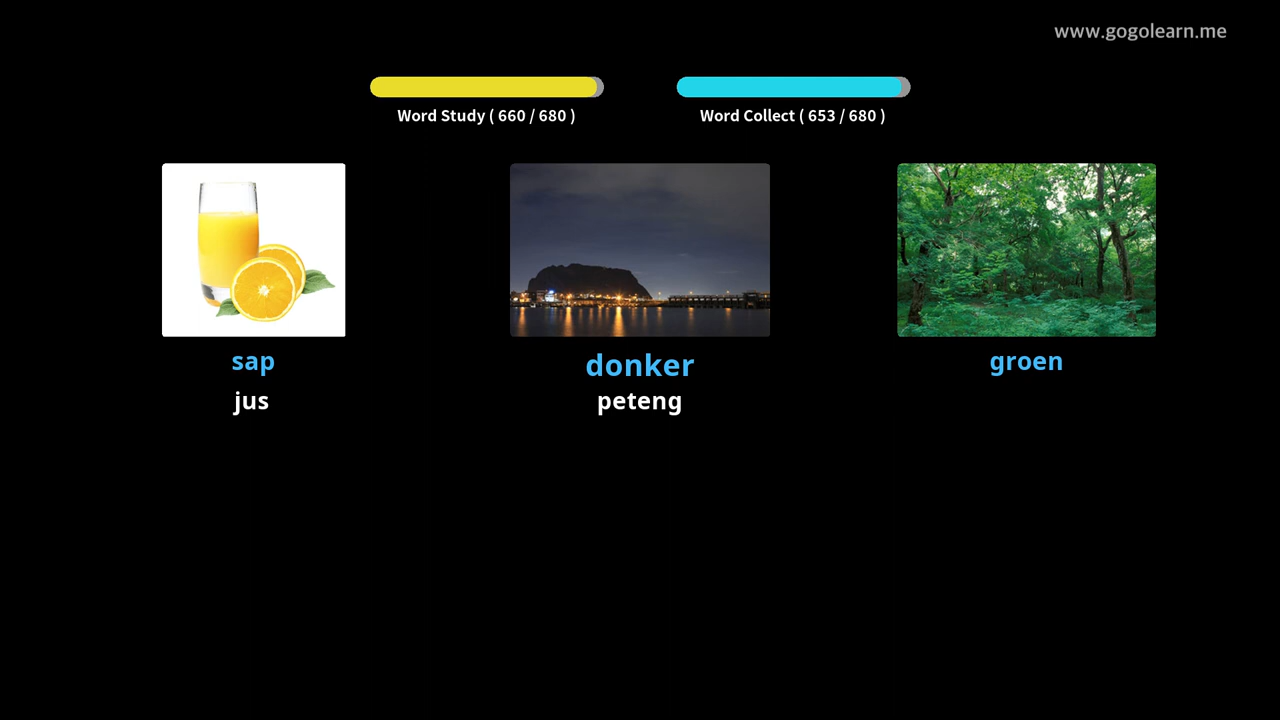 www.gogolearn.me
Word Study ( 660 / 680 )
Word Collect ( 653 / 680 )
sap
donker
groen
jus
peteng